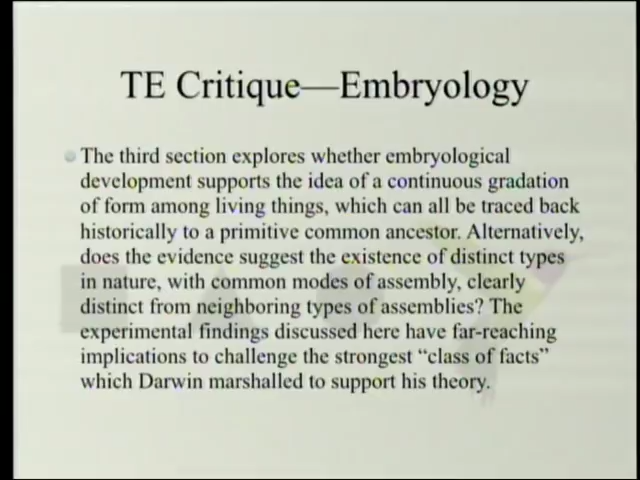 TE Critique—Embryology
The third section explores whether embryological
development supports the idea of a continuous gradation
of form among living things, which can all be traced back
historically to a primitive common ancestor. Alternatively,
does the evidence suggest the existence of distinct types
in nature, with common modes of assembly, clearly
distinct from neighboring types of assemblies? The
experimental findings discussed here have far-reaching
implications to challenge the strongest “class of facts”
which Darwin marshalled to support his theory.